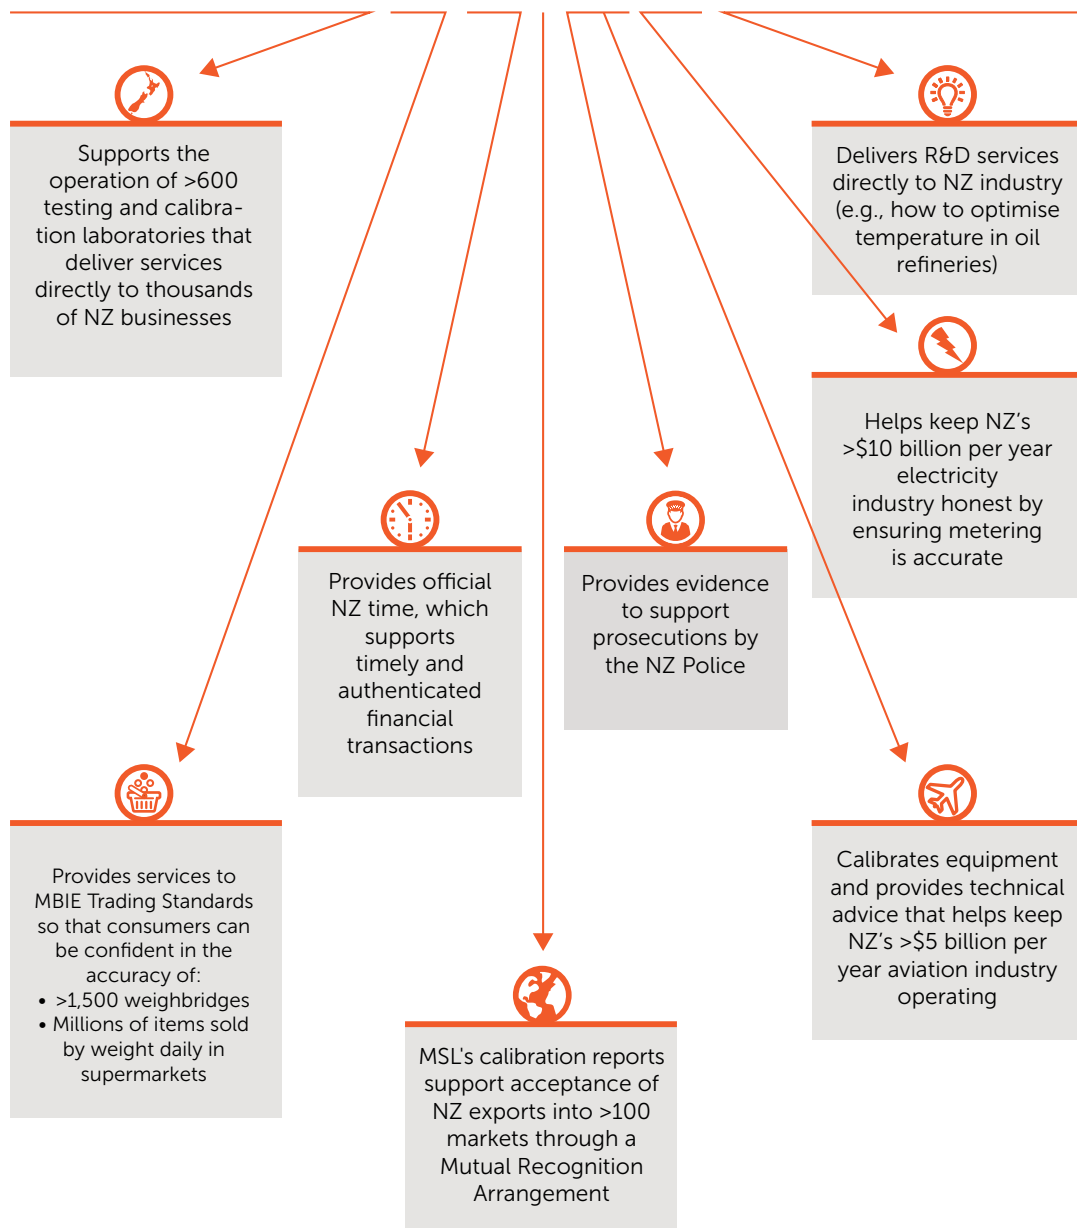 Supports the
operation of >600
testing and calibra-
tion laboratories that
deliver services
directly to thousands
of NZ businesses
Delivers R&D services
directly to NZ industry
(e.g., how to optimise
temperature in oil
refineries)
Helps keep NZ’s
>$10 billion per year
electricity
industry honest by
ensuring metering
is accurate
Provides official
NZ time, which
supports
timely and
authenticated
financial
transactions
Provides evidence
to support
prosecutions by
the NZ Police
Provides services to
MBIE Trading Standards
so that consumers can
be confident in the
accuracy of:
• >1,500 weighbridges
• Millions of items sold
by weight daily in
supermarkets
Calibrates equipment
and provides technical
advice that helps keep
NZ’s >$5 billion per
year aviation industry
operating
MSL's calibration reports
support acceptance of
NZ exports into >100
markets through a
Mutual Recognition
Arrangement